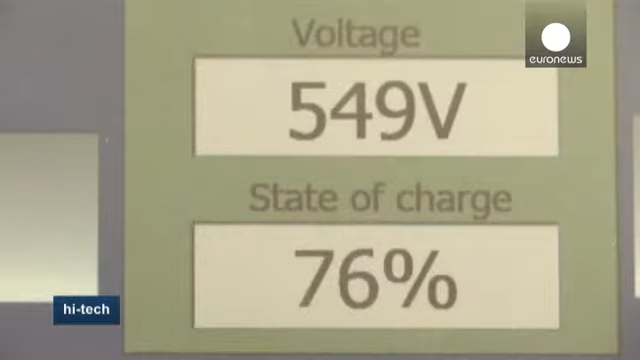 Voltage
euronews
549V
State of charge
76%
hi-tech